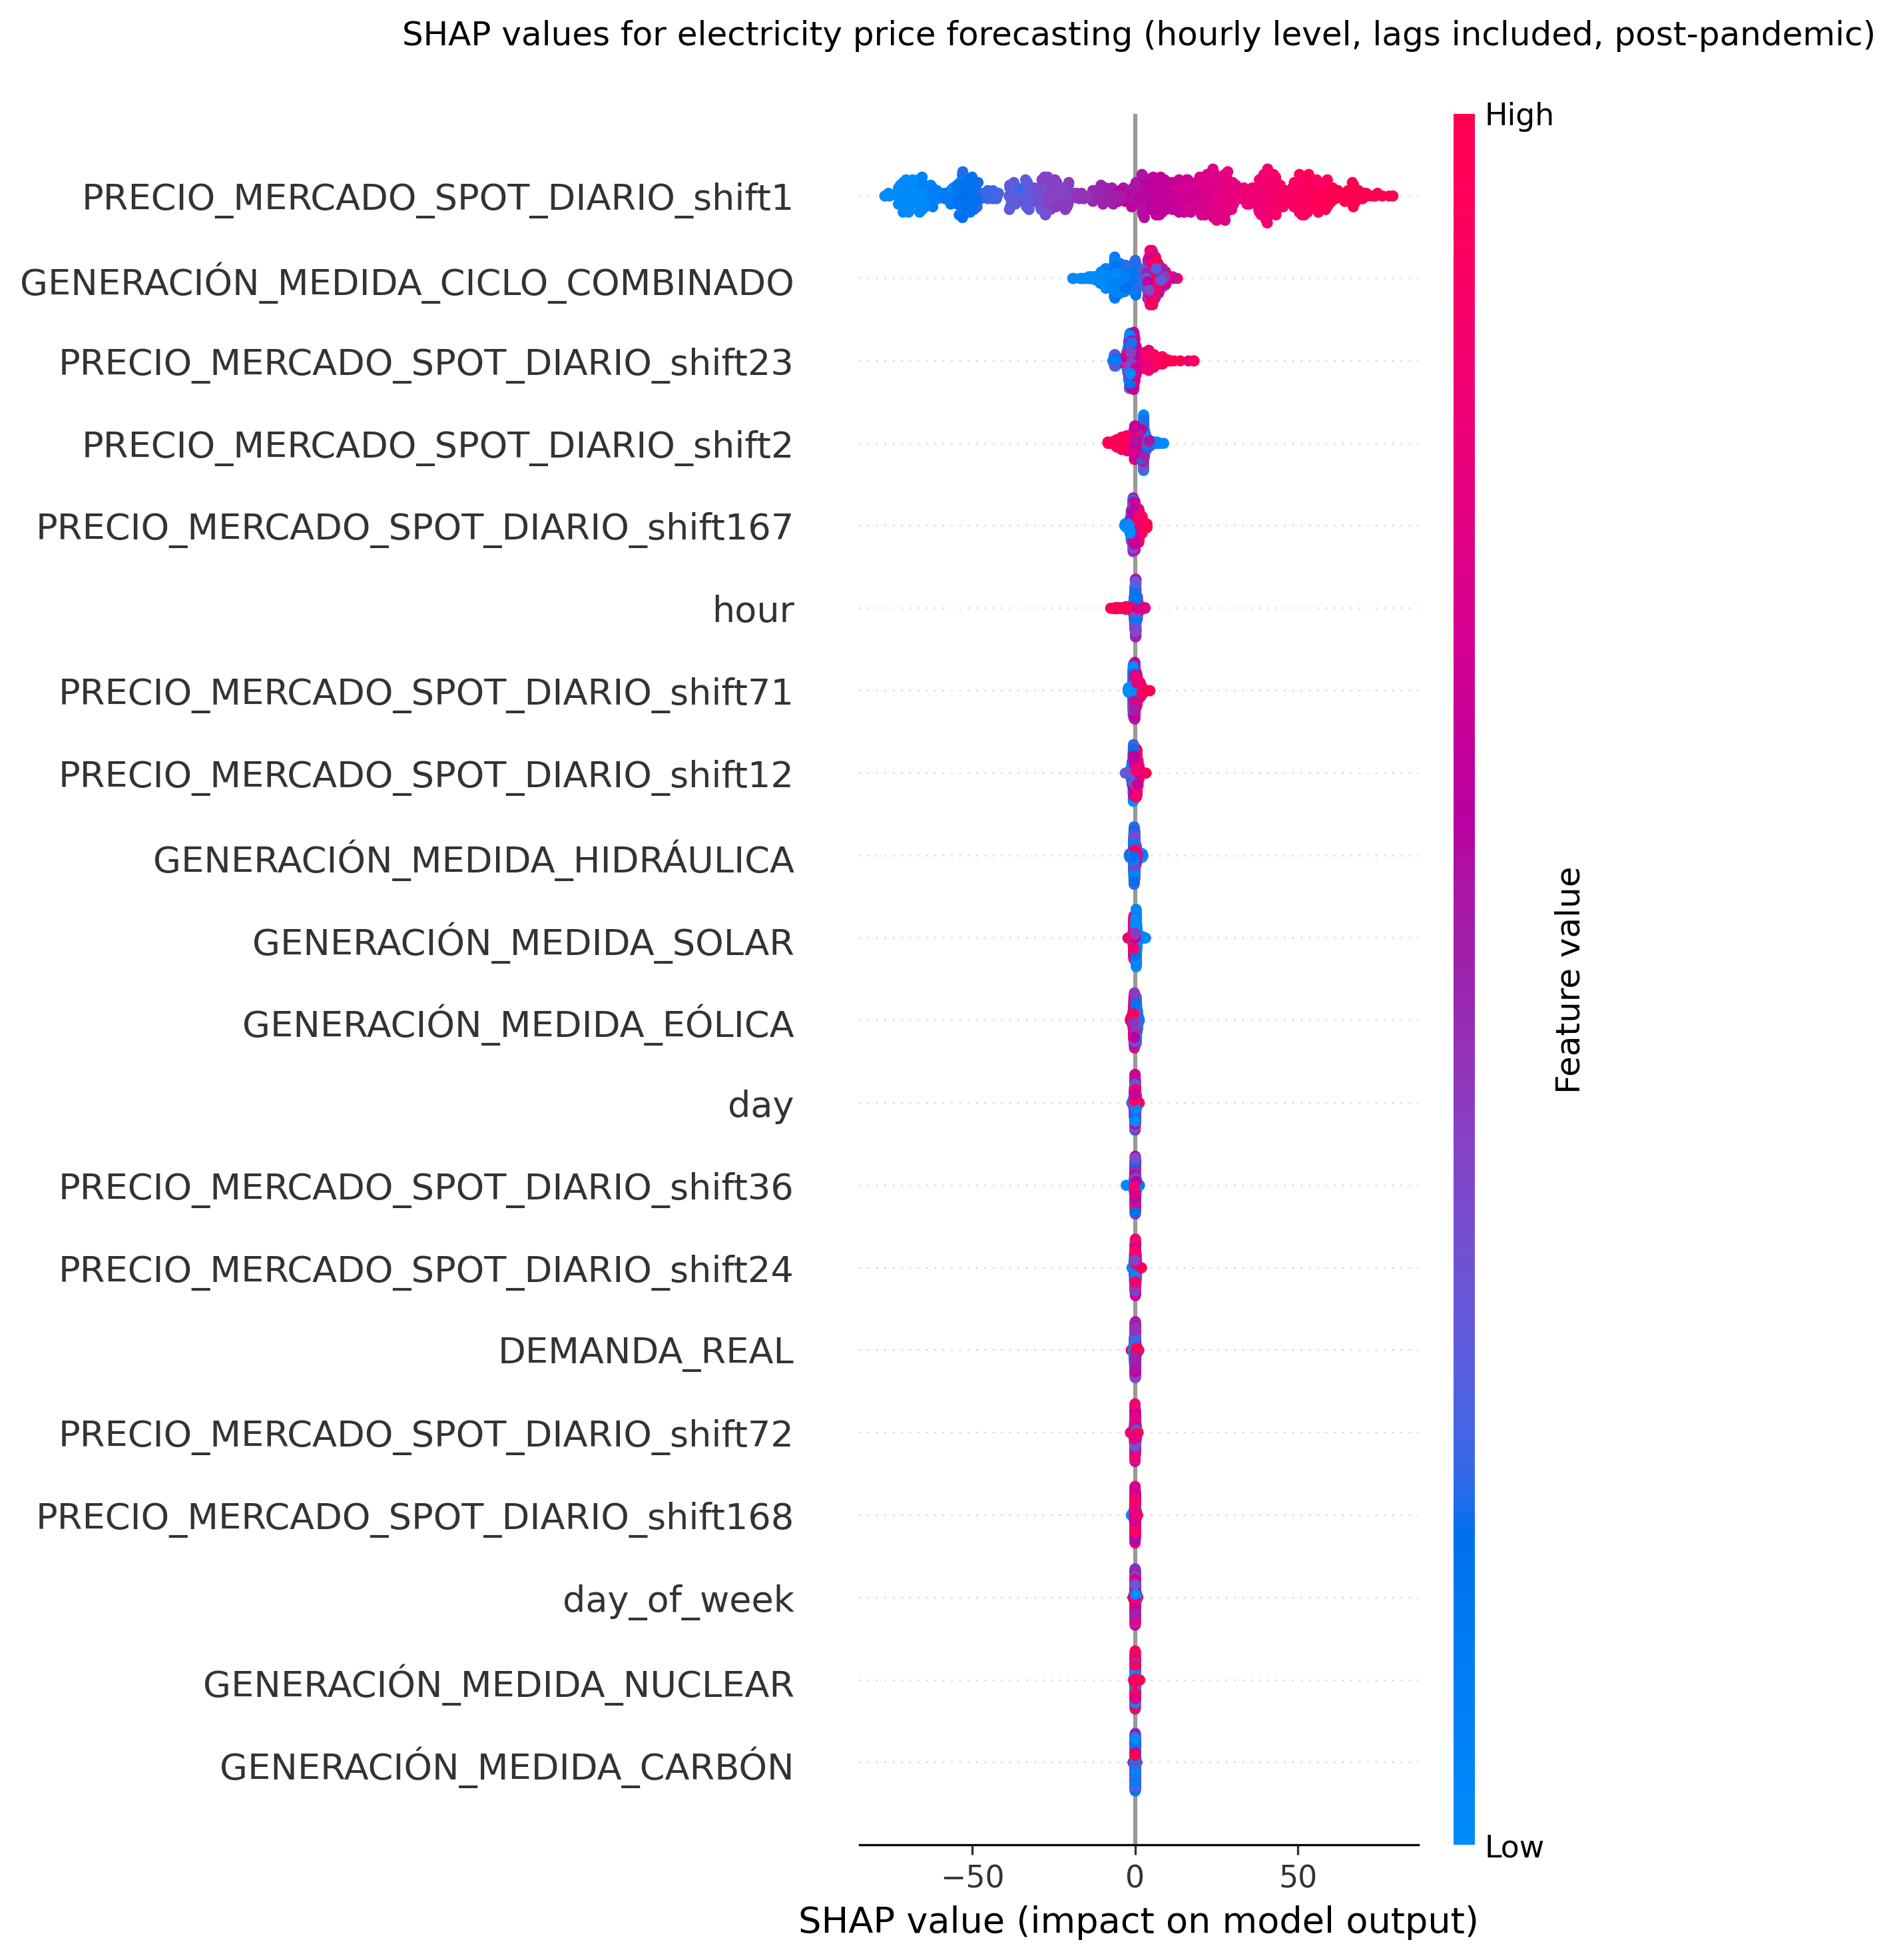 SHAP values for electricity price forecasting (hourly level, lags included, post-pandemic)
High
PRECIO_MERCADO_SPOT_DIARIO_shift1
GENERACIÓN_MEDIDA_CICLO_COMBINADO
PRECIO_MERCADO_SPOT_DIARIO_shift23
PRECIO_MERCADO_SPOT_DIARIO_shift2
PRECIO_MERCADO_SPOT_DIARIO_shift167
hour
PRECIO_MERCADO_SPOT_DIARIO_shift71
PRECIO_MERCADO_SPOT_DIARIO_shift12
GENERACIÓN_MEDIDA_HIDRÁULICA
GENERACIÓN_MEDIDA_SOLAR
GENERACIÓN_MEDIDA_EÓLICA
day
PRECIO_MERCADO_SPOT_DIARIO_shift36
PRECIO_MERCADO_SPOT_DIARIO_shift24
DEMANDA_REAL
PRECIO_MERCADO_SPOT_DIARIO_shift72
PRECIO_MERCADO_SPOT_DIARIO_shift168
day_of_week
GENERACIÓN_MEDIDA_NUCLEAR
GENERACIÓN_MEDIDA_CARBÓN
Feature value
Low
−50 0 50
SHAP value (impact on model output)